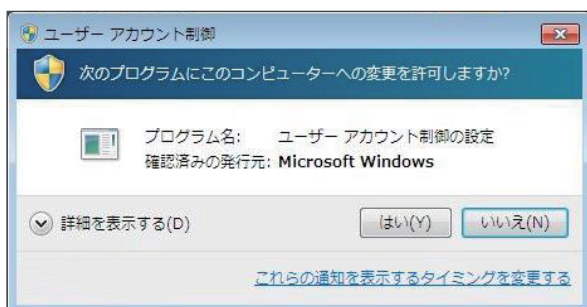 ユーザー アカウント制御
次のプログラムにこのコンピューターへの変更を許可しますか?
プログラム名: ユーザー アカウント制御の設定
確認済みの発行元: Microsoft Windows
詳細を表示する(D)
はい(Y)
いいえ(N)
これらの通知を表示するタイミングを変更する